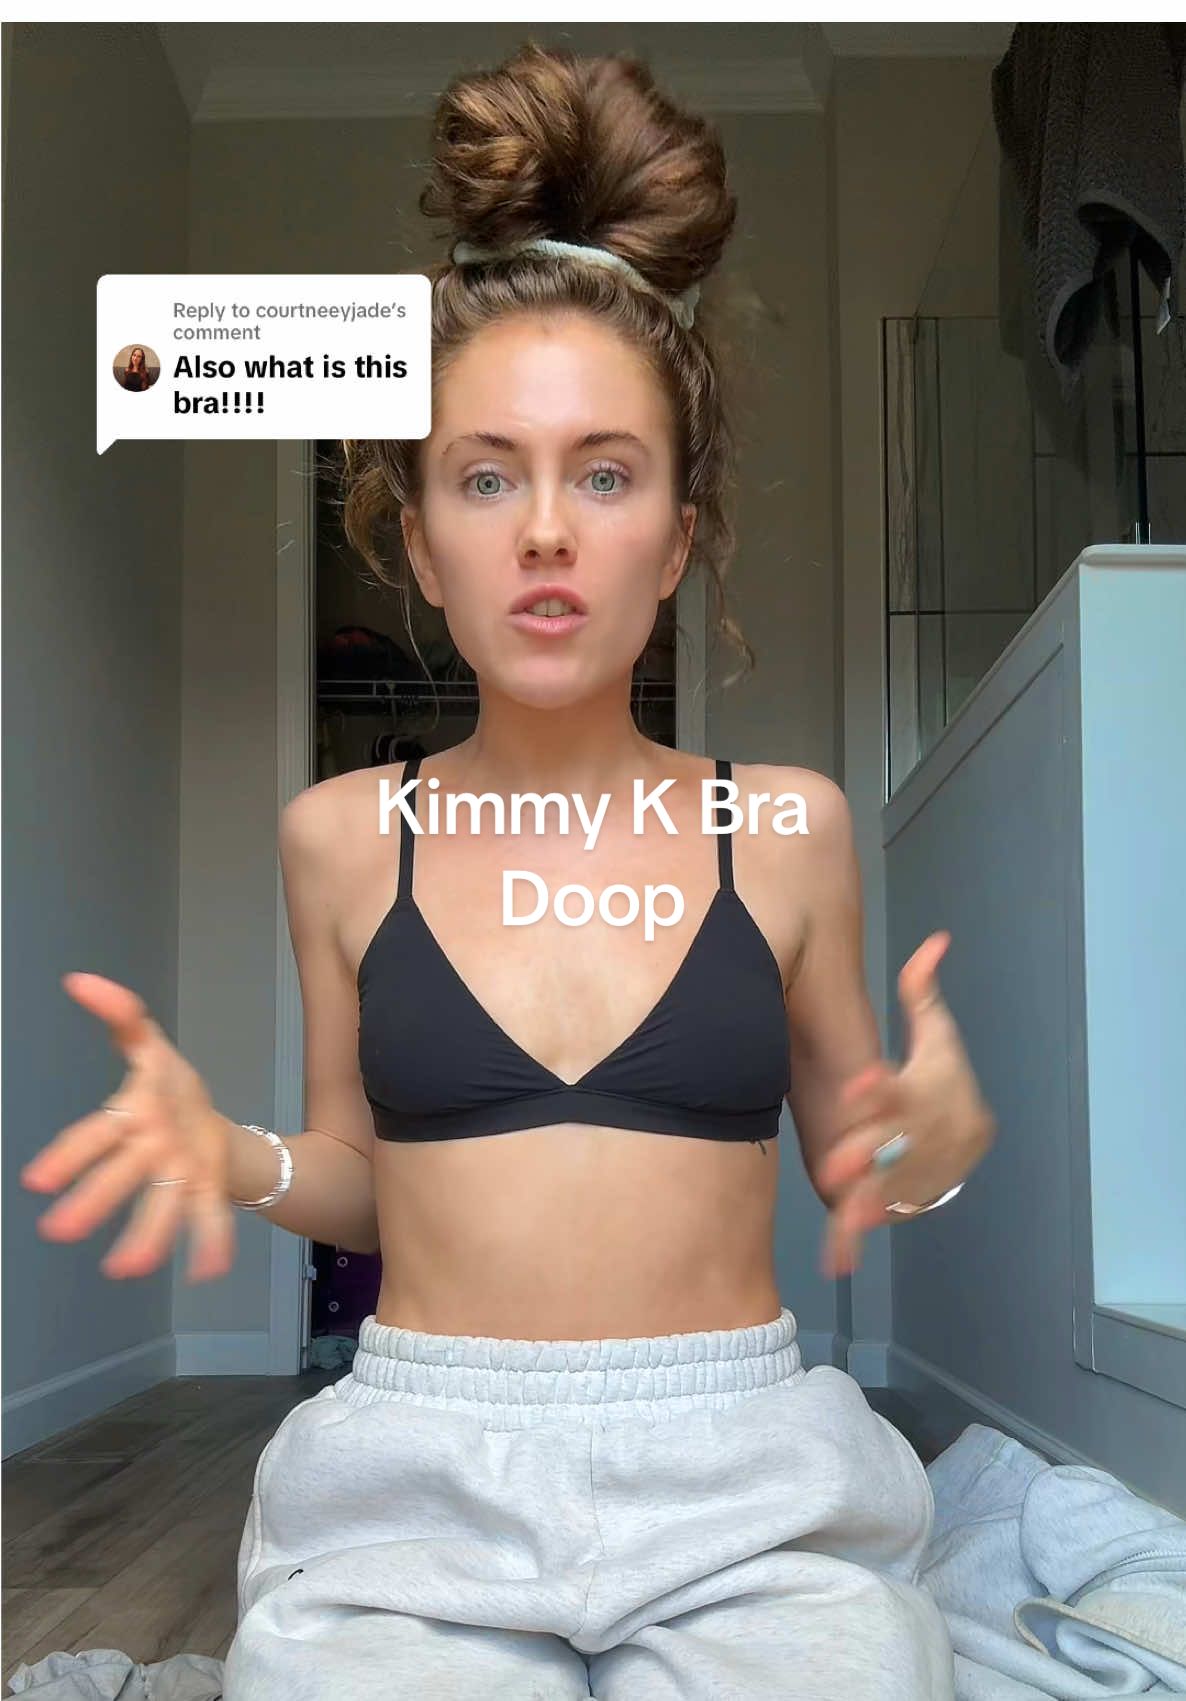 Reply to courtneeyjade's
comment
Also what is this
bra!!!!
Kimmy K Bra
Doop